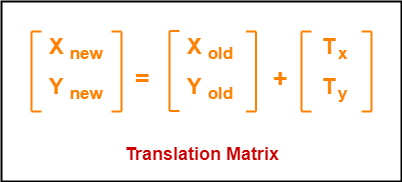 X new = X old + Tx
Y new Y old Ty
Translation Matrix